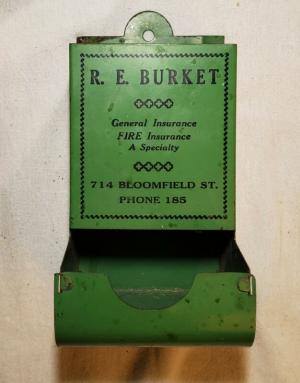 R. E. BURKET
General Insurance
FIRE Insurance
A Specialty
714 BLOOMFIELD ST.
PHONE 185